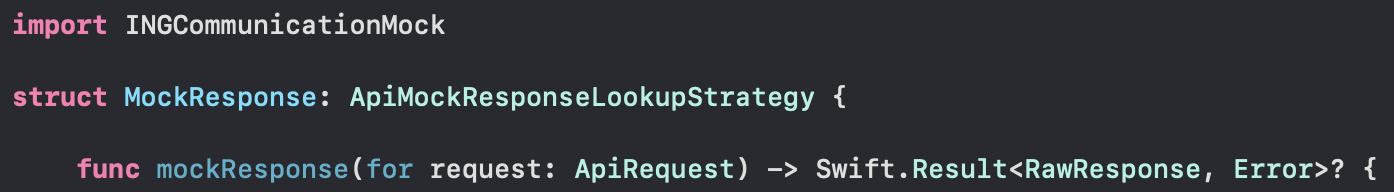 import INGCommunicationMock
struct MockResponse: ApiMockResponseLookupStrategy {
func mockResponse(for request: ApiRequest) -> Swift.Result<RawResponse, Error>? {